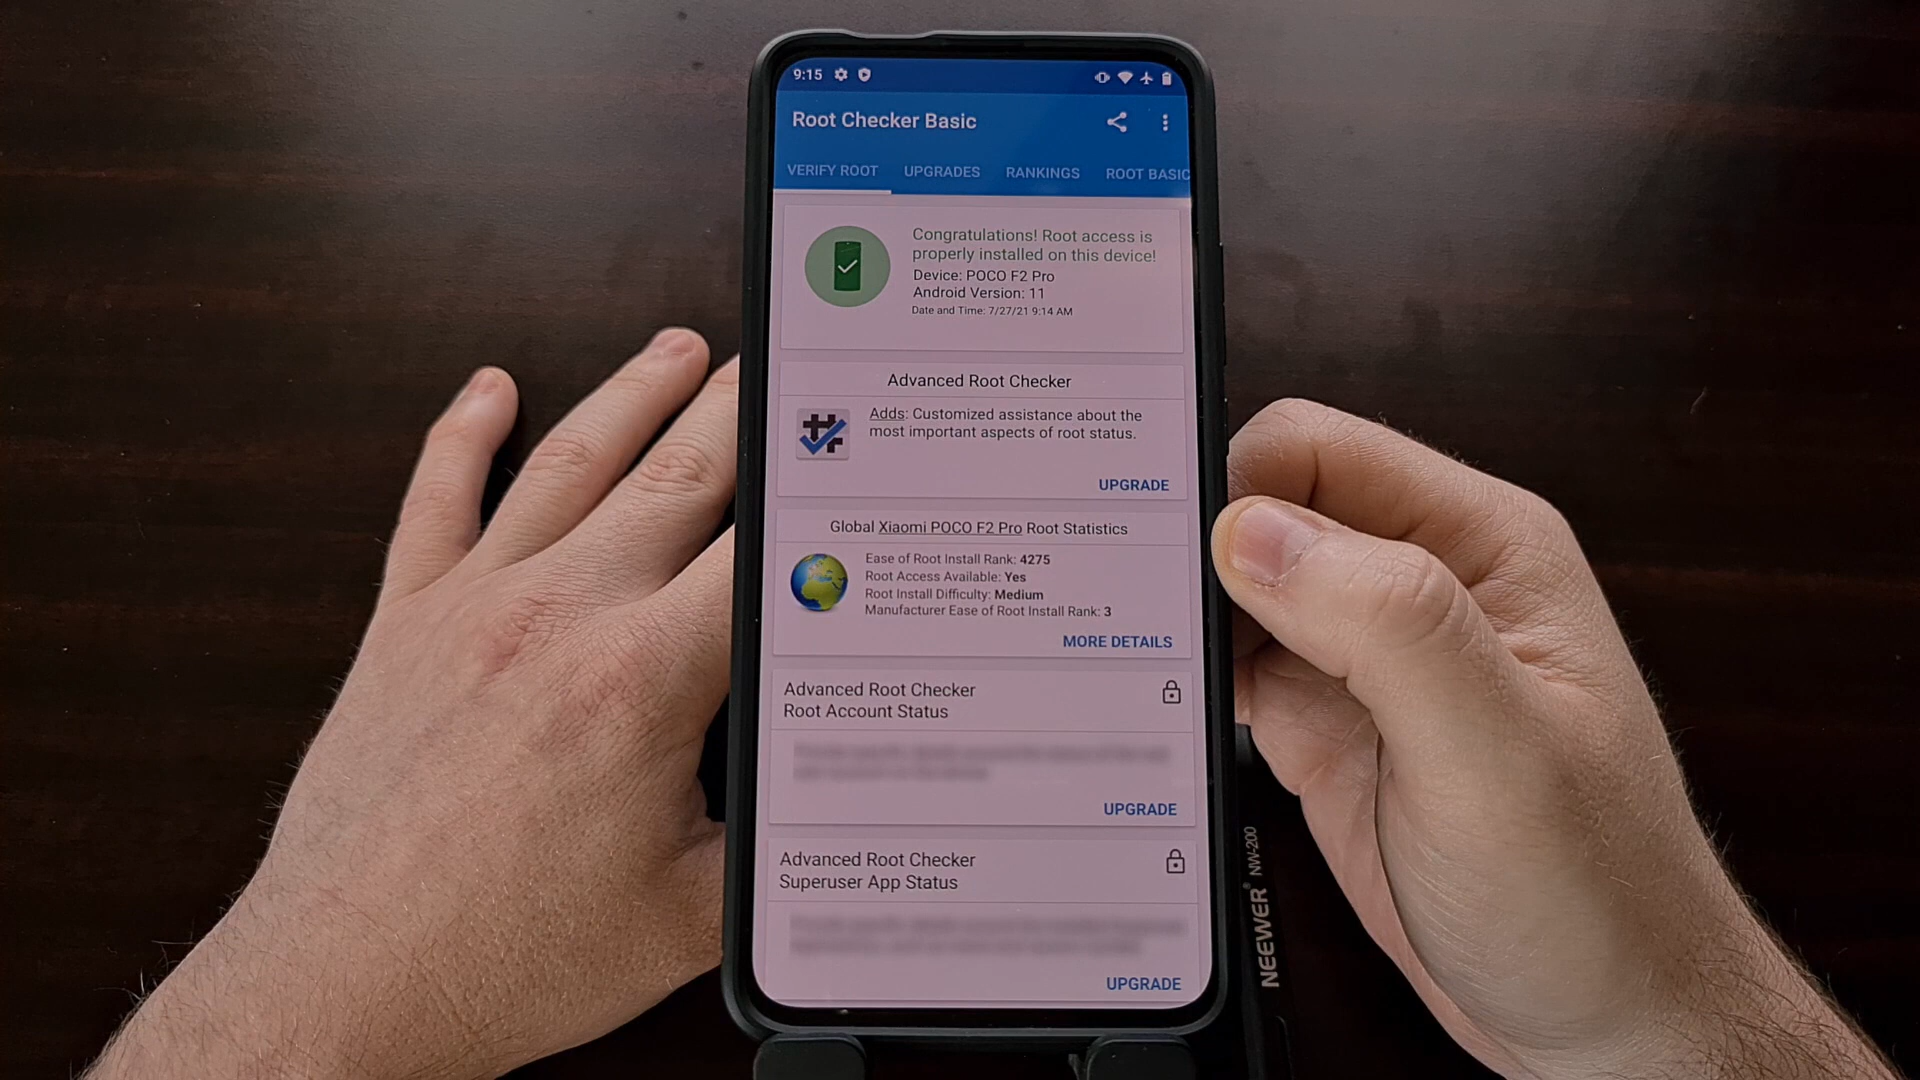 9:15
Root Checker Basic
VERIFY ROOT UPGRADES RANKINGS ROOT BASIC
Congratulations! Root access is
properly installed on this device!
Device: POCO F2 Pro
Android Version: 11
Date and Time: 7/27/21 9:14 AM
Advanced Root Checker
Adds: Customized assistance about the
most important aspects of root status.
UPGRADE
Global Xiaomi POCO F2 Pro Root Statistics
Ease of Root Install Rank: 4275
Root Access Available: Yes
Root Install Difficulty: Medium
Manufacturer Ease of Root Install Rank: 3
MORE DETAILS
Advanced Root Checker
Root Account Status
UPGRADE
Advanced Root Checker
Superuser App Status
UPGRADE
NEEWER® NW-200